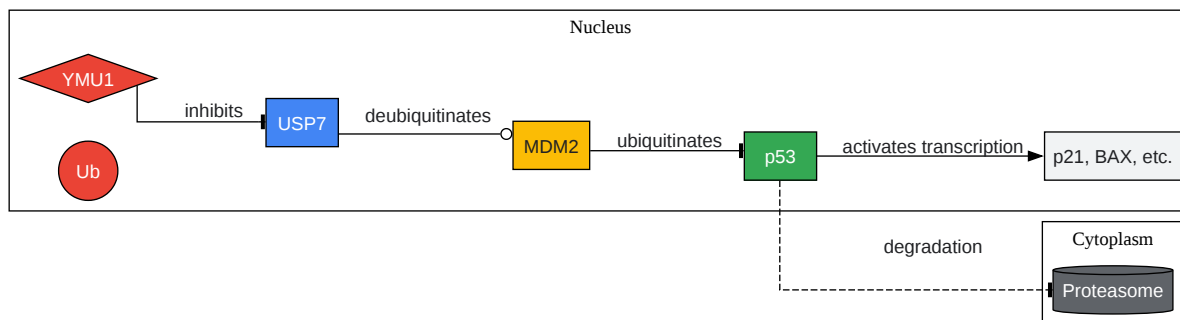 Nucleus
YMU1
inhibits
USP7
deubiquitinates
MDM2
ubiquitinates
p53
activates transcription
p21, BAX, etc.
Ub
degradation
Cytoplasm
Proteasome